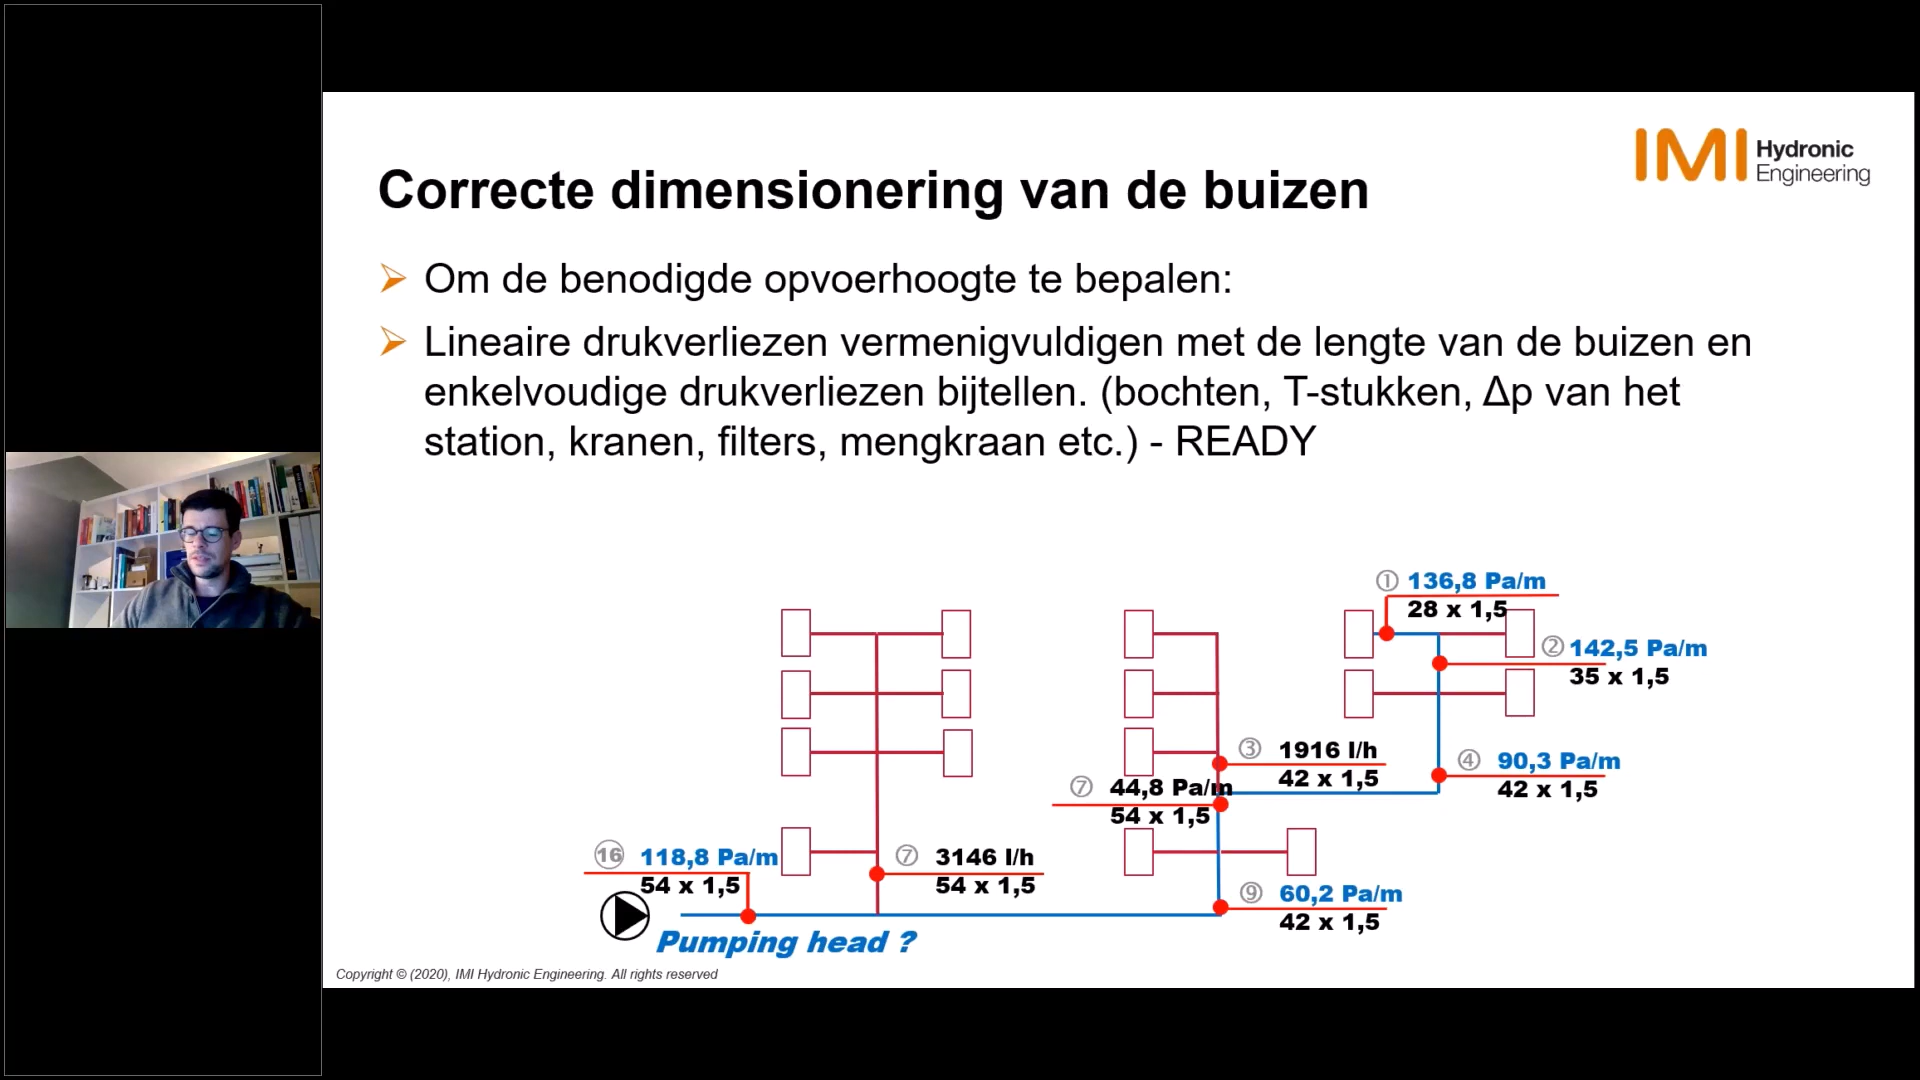 IMI Hydronic
Engineering
Correcte dimensionering van de buizen
Om de benodigde opvoerhoogte te bepalen:
Lineaire drukverliezen vermenigvuldigen met de lengte van de buizen en
enkelvoudige drukverliezen bijtellen. (bochten, T-stukken, Δp van het
station, kranen, filters, mengkraan etc.) - READY
① 136,8 Pa/m
28 x 1,5
② 142,5 Pa/m
35 x 1,5
③ 1916 l/h
42 x 1,5
④ 90,3 Pa/m
42 x 1,5
⑦ 44,8 Pa/m
54 x 1,5
⑯ 118,8 Pa/m
54 x 1,5
⑦ 3146 l/h
54 x 1,5
⑨ 60,2 Pa/m
42 x 1,5
Pumping head ?
Copyright © (2020), IMI Hydronic Engineering. All rights reserved